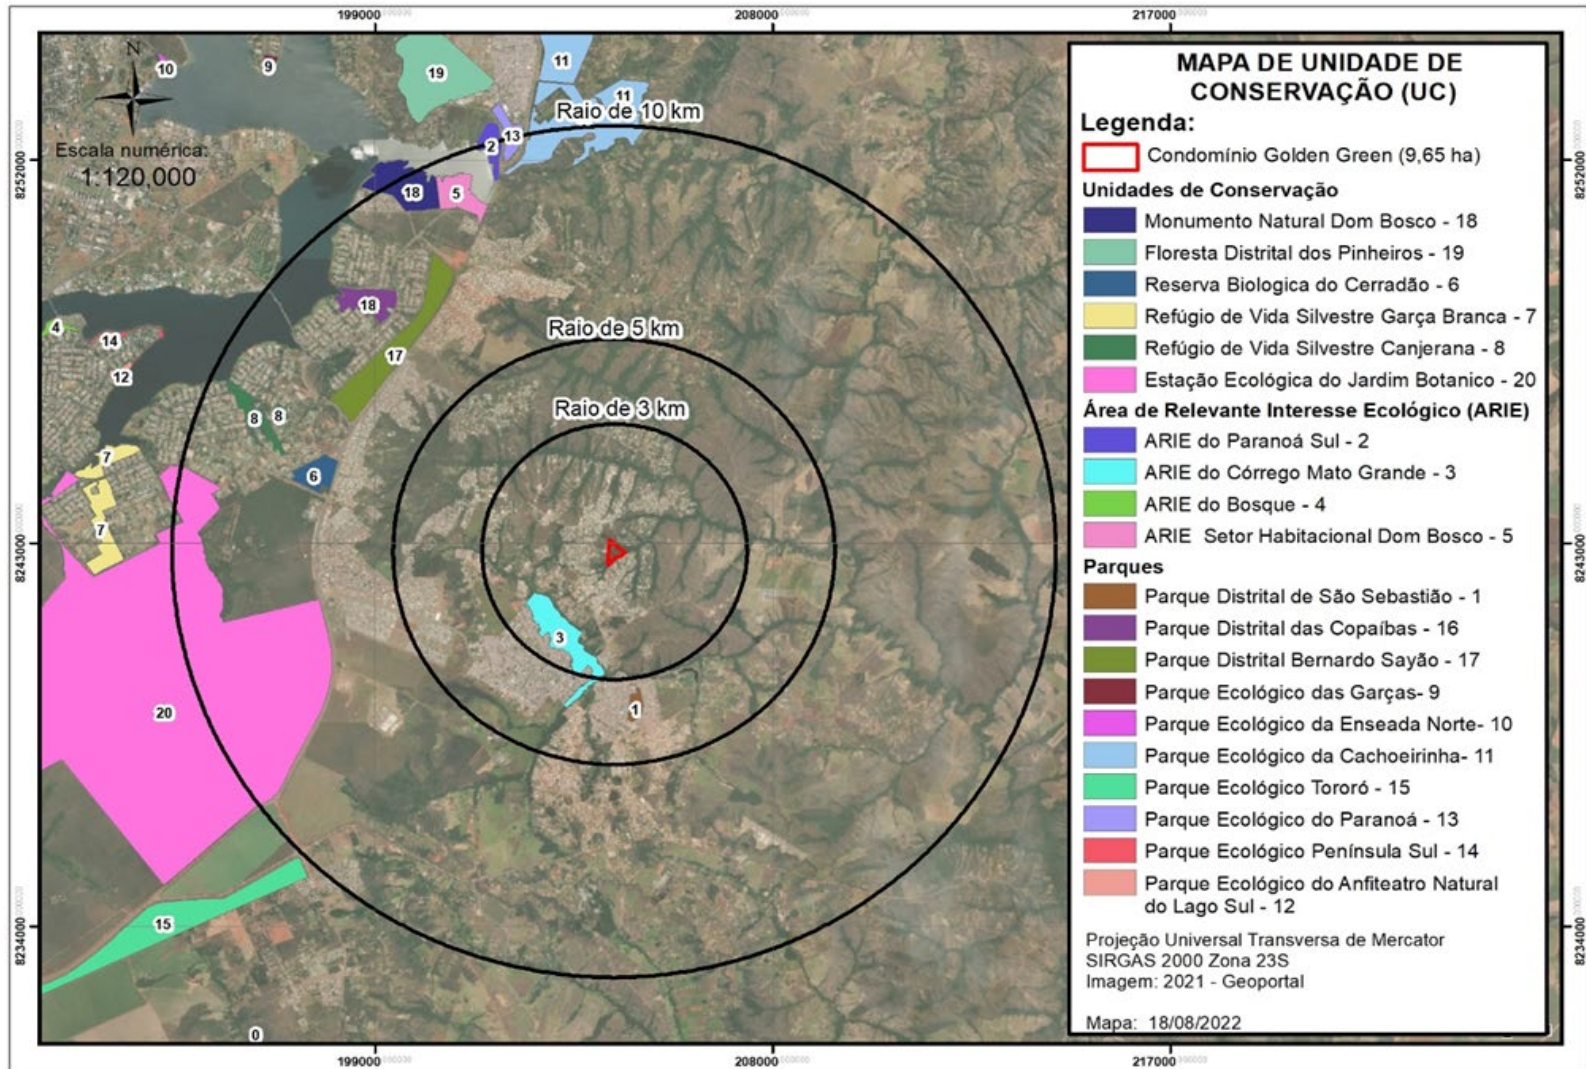 199000
208000
217000
10
9
19
11
11
N
Raio de 10 km
13
2
Escala numérica:
1:120,000
18
5
8252000
8252000
18
4
14
12
17
Raio de 5 km
Raio de 3 km
8
8
7
6
7
8243000
8243000
3
20
1
15
8234000
8234000
0
199000
208000
217000
MAPA DE UNIDADE DE
CONSERVAÇÃO (UC)
Legenda:
Condomínio Golden Green (9,65 ha)
Unidades de Conservação
Monumento Natural Dom Bosco - 18
Floresta Distrital dos Pinheiros - 19
Reserva Biologica do Cerradão - 6
Refúgio de Vida Silvestre Garça Branca - 7
Refúgio de Vida Silvestre Canjerana - 8
Estação Ecológica do Jardim Botanico - 20
Área de Relevante Interesse Ecológico (ARIE)
ARIE do Paranoá Sul - 2
ARIE do Córrego Mato Grande - 3
ARIE do Bosque - 4
ARIE Setor Habitacional Dom Bosco - 5
Parques
Parque Distrital de São Sebastião - 1
Parque Distrital das Copaíbas - 16
Parque Distrital Bernardo Sayão - 17
Parque Ecológico das Garças- 9
Parque Ecológico da Enseada Norte- 10
Parque Ecológico da Cachoeirinha- 11
Parque Ecológico Tororó - 15
Parque Ecológico do Paranoá - 13
Parque Ecológico Península Sul - 14
Parque Ecológico do Anfiteatro Natural
do Lago Sul - 12
Projeção Universal Transversa de Mercator
SIRGAS 2000 Zona 23S
Imagem: 2021 - Geoportal
Mapa: 18/08/2022